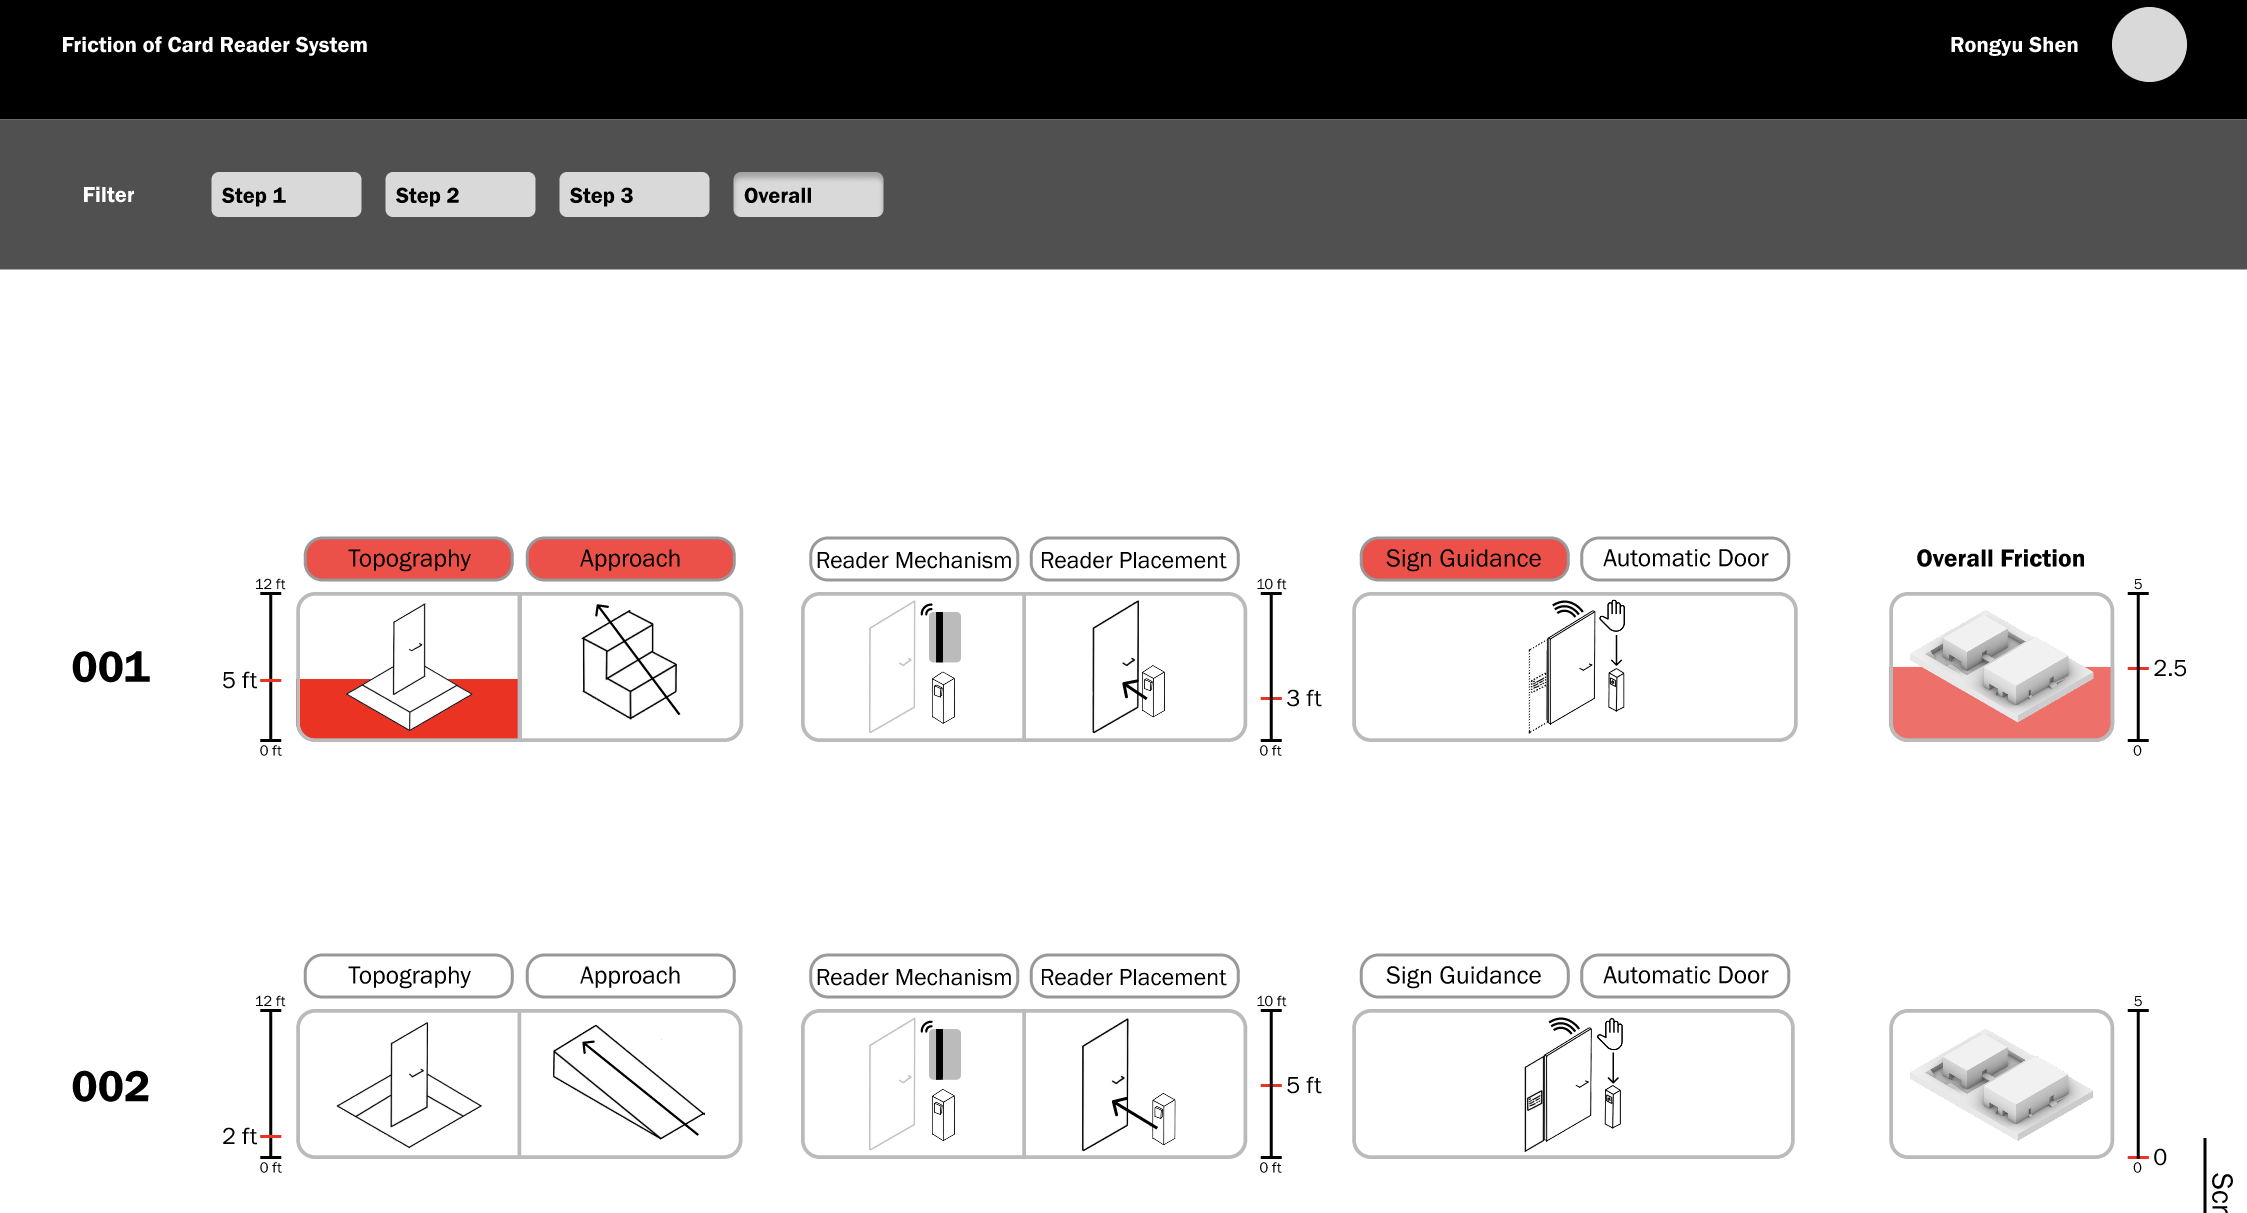 Friction of Card Reader System
Rongyu Shen
Filter
Step 1
Step 2
Step 3
Overall
Topography
Approach
Reader Mechanism
Reader Placement
Sign Guidance
Automatic Door
Overall Friction
12 ft
10 ft
5
001
5 ft
3 ft
2.5
0 ft
0 ft
0
Topography
Approach
Reader Mechanism
Reader Placement
Sign Guidance
Automatic Door
12 ft
10 ft
5
002
5 ft
2 ft
0
0 ft
0 ft
0
Scr